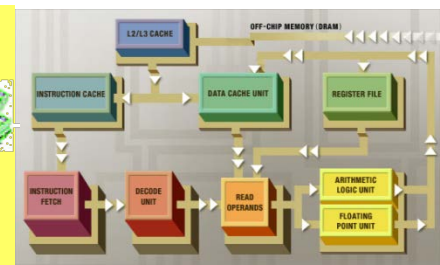 OFF-CHIP MEMORY (DRAM)
L2/L3 CACHE
INSTRUCTION CACHE
DATA CACHE UNIT
REGISTER FILE
INSTRUCTION
FETCH
DECODE
UNIT
READ
OPERANDS
ARITHMETIC
LOGIC UNIT
FLOATING
POINT UNIT